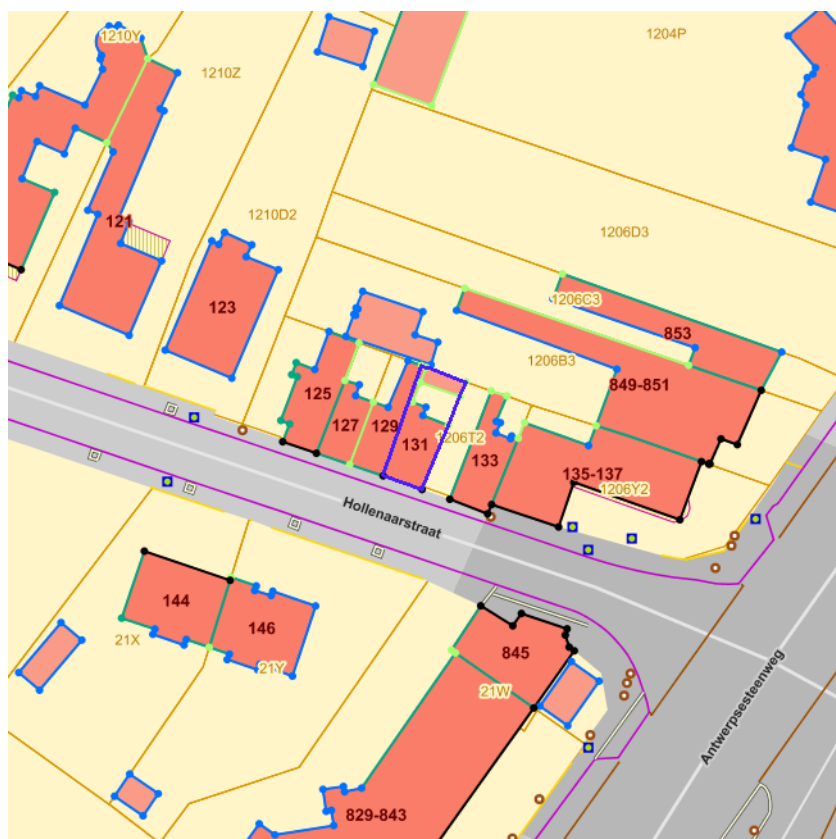 1210Y
1204P
1210Z
1210D2
121
1206D3
123
1206C3
853
1206B3
849-851
125
127
129
131
1206T2
133
135-137
1206Y2
Hollenaarstraat
144
146
21X
21Y
845
21W
Antwerpsesteenweg
829-843